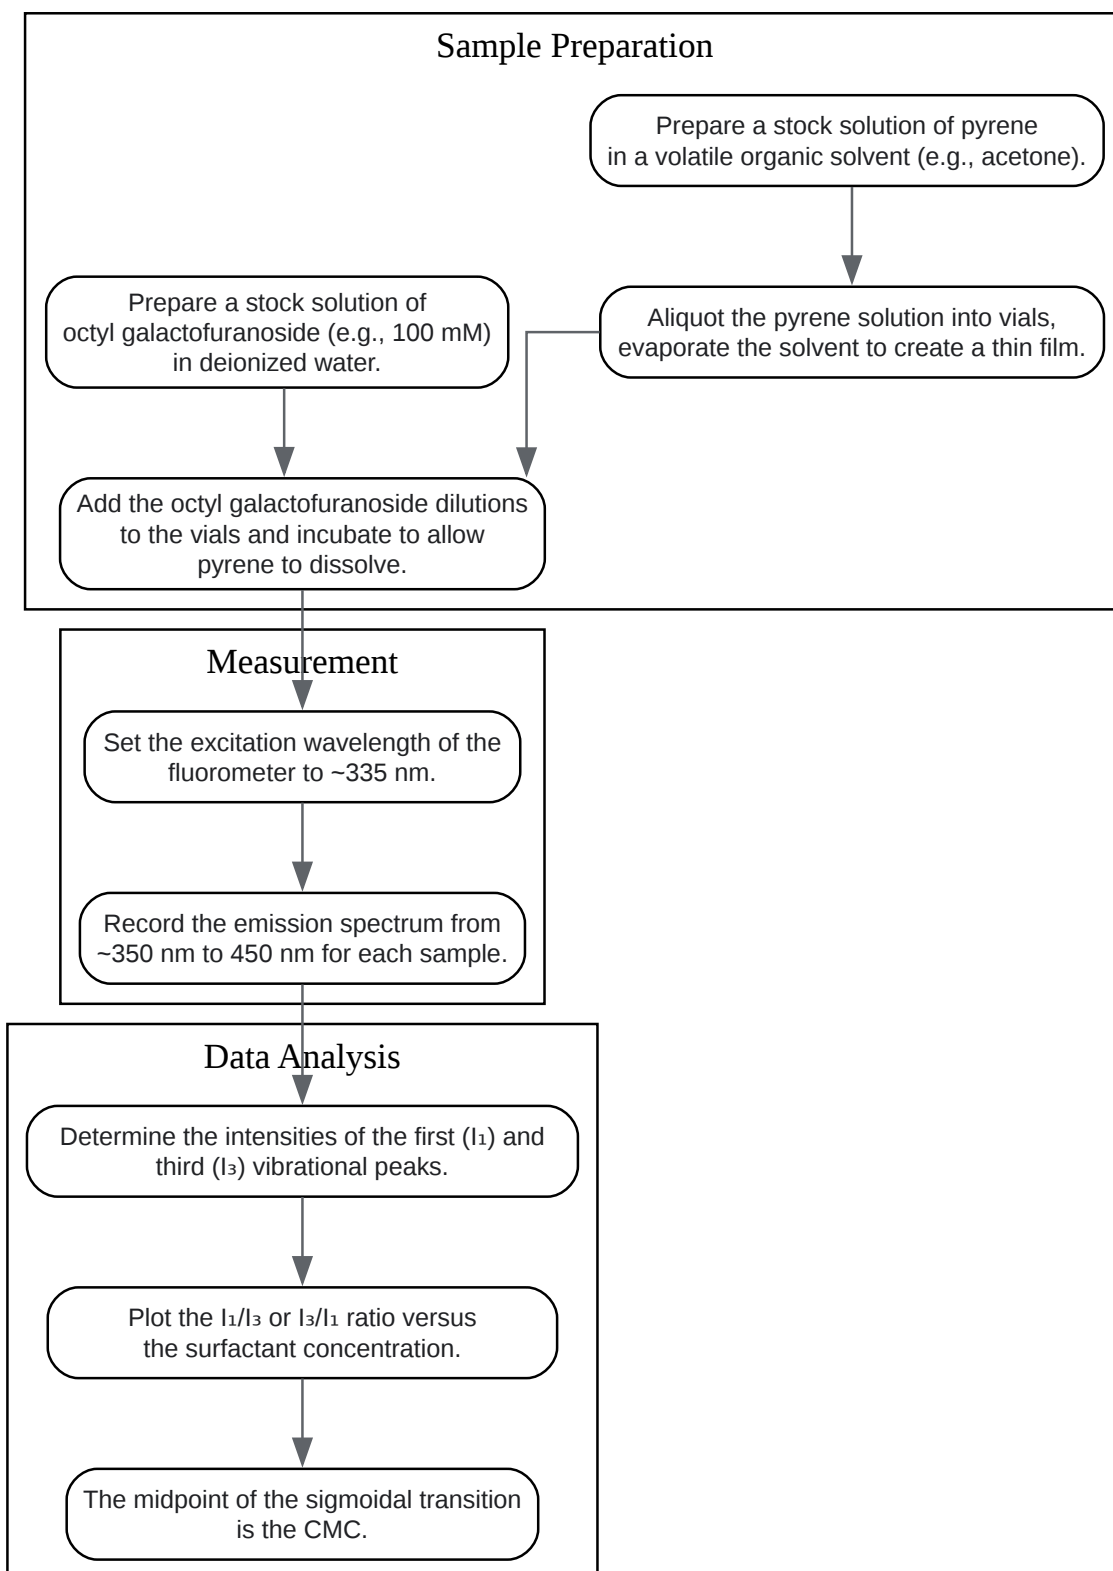 Sample Preparation
Prepare a stock solution of pyrene
in a volatile organic solvent (e.g., acetone).
Prepare a stock solution of
octyl galactofuranoside (e.g., 100 mM)
in deionized water.
Aliquot the pyrene solution into vials,
evaporate the solvent to create a thin film.
Add the octyl galactofuranoside dilutions
to the vials and incubate to allow
pyrene to dissolve.
Measurement
Set the excitation wavelength of the
fluorometer to ~335 nm.
Record the emission spectrum from
~350 nm to 450 nm for each sample.
Data Analysis
Determine the intensities of the first (I₁) and
third (I₃) vibrational peaks.
Plot the I₁/I₃ or I₃/I₁ ratio versus
the surfactant concentration.
The midpoint of the sigmoidal transition
is the CMC.